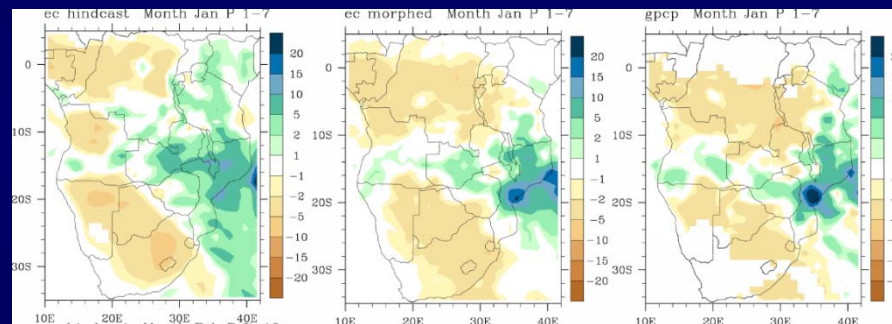 ec hindcast Month Jan P 1-7
20
15
10
5
2
1
-1
-2
-5
-10
-15
-20
0
10S
20S
30S
10E
20E
30E
40E
ec morphed Month Jan P 1-7
20
15
10
5
2
1
-1
-2
-5
-10
-15
-20
0
10S
20S
30S
10E
20E
30E
40E
gpcp Month Jan P 1-7
0
10S
20S
30S
10E
20E
30E
40E